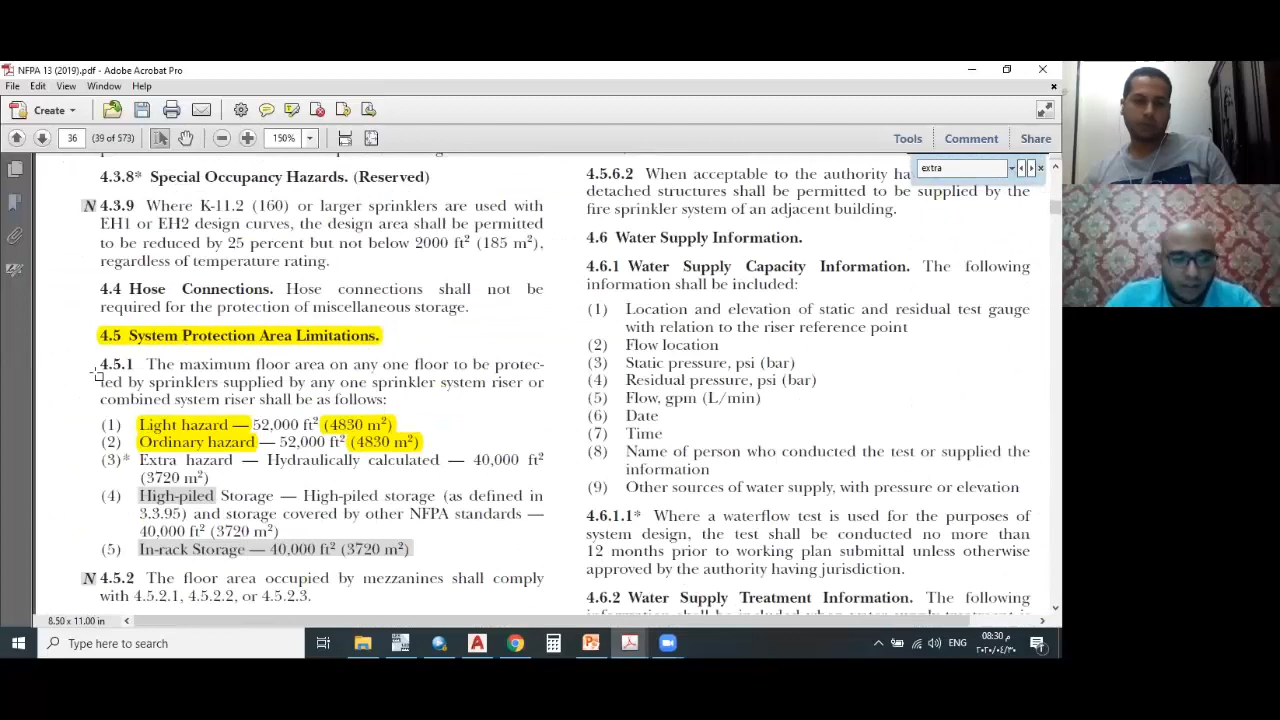 NFPA 13 (2019).pdf - Adobe Acrobat Pro
File Edit View Window Help
Create
36 (39 of 573) 150% Tools Comment Share
extra
4.3.8* Special Occupancy Hazards. (Reserved)
N 4.3.9 Where K-11.2 (160) or larger sprinklers are used with
EH1 or EH2 design curves, the design area shall be permitted
to be reduced by 25 percent but not below 2000 ft² (185 m²),
regardless of temperature rating.
4.4 Hose Connections. Hose connections shall not be
required for the protection of miscellaneous storage.
4.5 System Protection Area Limitations.
4.5.1 The maximum floor area on any one floor to be protec-
ted by sprinklers supplied by any one sprinkler system riser or
combined system riser shall be as follows:
(1) Light hazard — 52,000 ft² (4830 m²)
(2) Ordinary hazard — 52,000 ft² (4830 m²)
(3)* Extra hazard — Hydraulically calculated — 40,000 ft²
(3720 m²)
(4) High-piled Storage — High-piled storage (as defined in
3.3.95) and storage covered by other NFPA standards —
40,000 ft² (3720 m²)
(5) In-rack Storage — 40,000 ft² (3720 m²)
N 4.5.2 The floor area occupied by mezzanines shall comply
with 4.5.2.1, 4.5.2.2, or 4.5.2.3.
4.5.6.2 When acceptable to the authority ha
detached structures shall be permitted to be supplied by the
fire sprinkler system of an adjacent building.
4.6 Water Supply Information.
4.6.1 Water Supply Capacity Information. The following
information shall be included:
(1) Location and elevation of static and residual test gauge
with relation to the riser reference point
(2) Flow location
(3) Static pressure, psi (bar)
(4) Residual pressure, psi (bar)
(5) Flow, gpm (L/min)
(6) Date
(7) Time
(8) Name of person who conducted the test or supplied the
information
(9) Other sources of water supply, with pressure or elevation
4.6.1.1* Where a waterflow test is used for the purposes of
system design, the test shall be conducted no more than
12 months prior to working plan submittal unless otherwise
approved by the authority having jurisdiction.
4.6.2 Water Supply Treatment Information. The following
8.50 x 11.00 in
Type here to search
ENG
08:30 م
٢٠٢٠/٠٤/٣٠